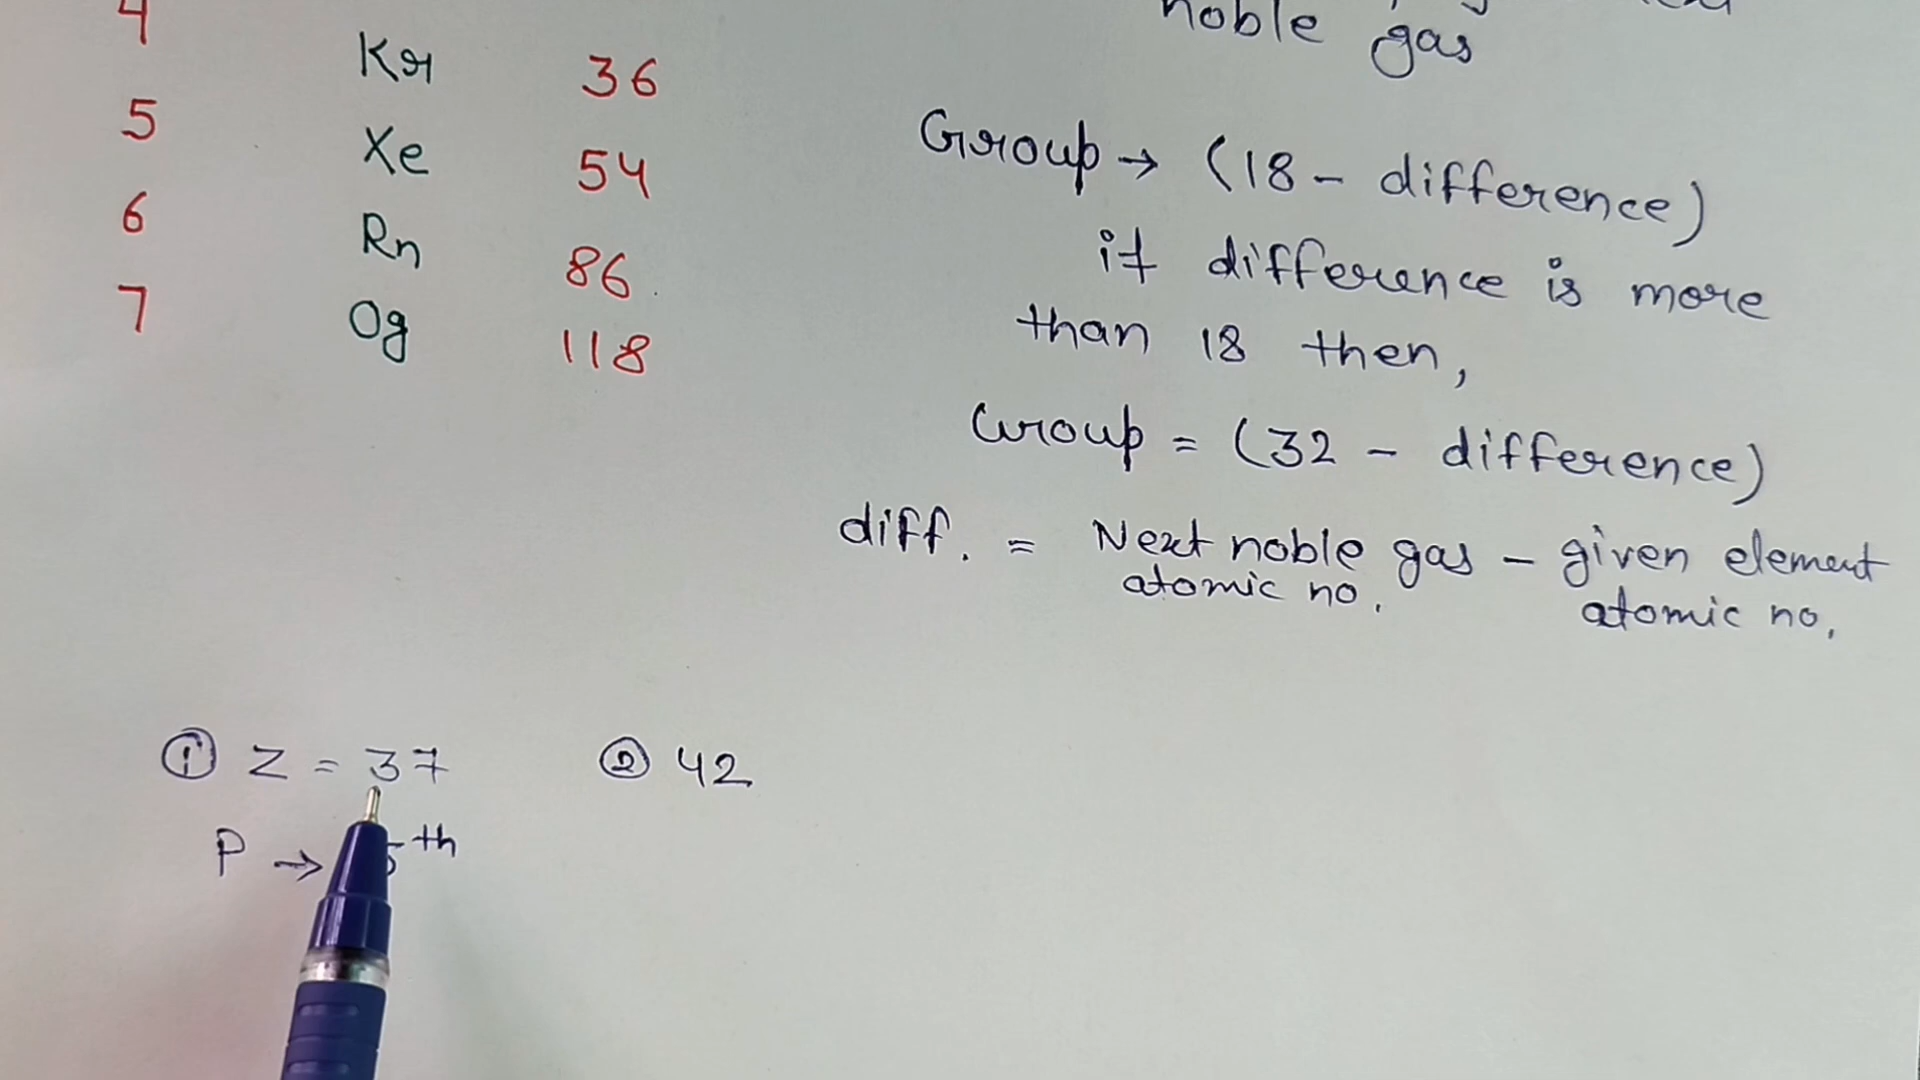 4
Kr 36
5
Xe 54
6
Rn 86
7
Og 118
noble gas
Group → (18 - difference)
if difference is more
than 18 then,
Group = (32 - difference)
diff. = Next noble gas - given element
atomic no. atomic no.
① Z = 37 ② 42
P → 5th